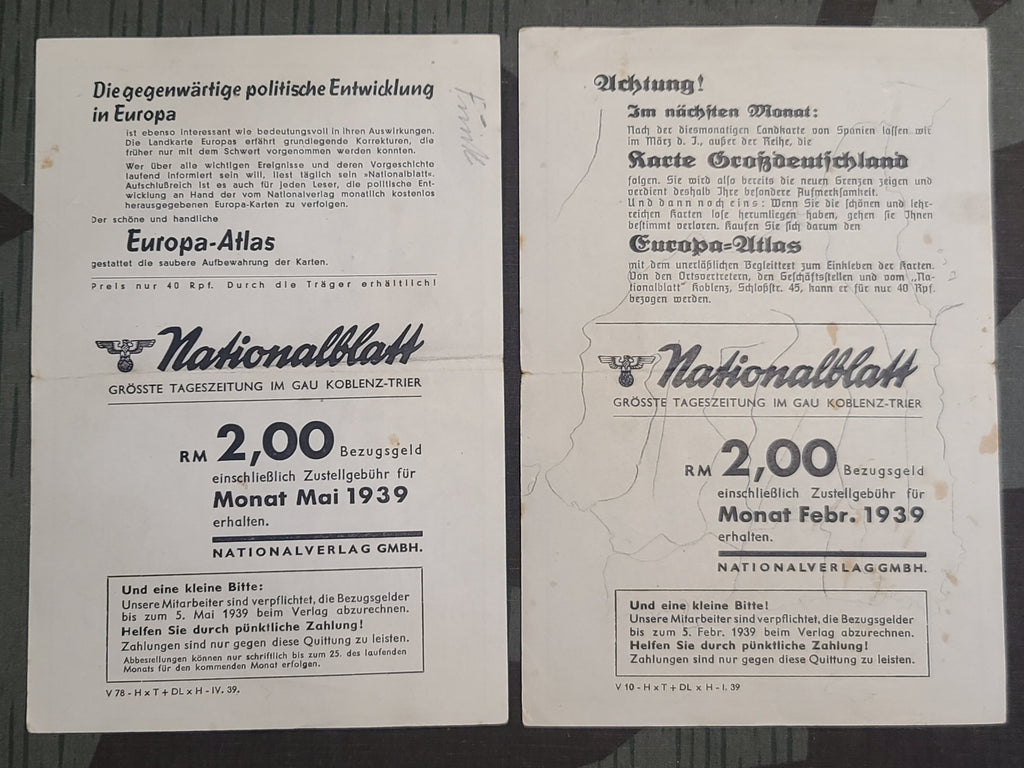 Die gegenwärtige politische Entwicklung
in Europa
ist ebenso interessant wie bedeutungsvoll in ihren Auswirkungen.
Die Landkarte Europas erfährt grundlegende Korrekturen, die
früher nur mit dem Schwert vorgenommen werden konnten.
Wer über alle wichtigen Ereignisse und deren Vorgeschichte
laufend informiert sein will, liest täglich sein »Nationalblatt«.
Aufschlußreich ist es auch für jeden Leser, die politische Ent-
wicklung an Hand der vom Nationalverlag monatlich kostenlos
herausgegebenen Europa-Karten zu verfolgen.
Der schöne und handliche
Europa-Atlas
gestattet die saubere Aufbewahrung der Karten.
Preis nur 40 Rpf. Durch die Träger erhältlich!
Nationalblatt
GRÖSSTE TAGESZEITUNG IM GAU KOBLENZ-TRIER
RM 2,00 Bezugsgeld
einschließlich Zustellgebühr für
Monat Mai 1939
erhalten.
NATIONALVERLAG GMBH.
Und eine kleine Bitte:
Unsere Mitarbeiter sind verpflichtet, die Bezugsgelder
bis zum 5. Mai 1939 beim Verlag abzurechnen.
Helfen Sie durch pünktliche Zahlung!
Zahlungen sind nur gegen diese Quittung zu leisten.
Abbestellungen können nur schriftlich bis zum 25. des laufenden
Monats für den kommenden Monat erfolgen.
V 78 - H x T + DL x H - IV. 39.
Achtung!
Im nächsten Monat:
Nach der diesmonatigen Landkarte von Spanien lassen wir
im März d. J., außer der Reihe, die
Karte Großdeutschland
folgen. Sie wird also bereits die neuen Grenzen zeigen und
verdient deshalb Ihre besondere Aufmerksamkeit.
Und dann noch eins: Wenn Sie die schönen und lehr-
reichen Karten lose herumliegen haben, gehen sie Ihnen
bestimmt verloren. Kaufen Sie sich darum den
Europa-Atlas
mit dem unerläßlichen Begleittext zum Einkleben der Karten.
Von den Ortsvertretern, den Geschäftsstellen und vom „Na-
tionalblatt" Koblenz, Schloßstr. 45, kann er für nur 40 Rpf.
bezogen werden.
Nationalblatt
GRÖSSTE TAGESZEITUNG IM GAU KOBLENZ-TRIER
RM 2,00 Bezugsgeld
einschließlich Zustellgebühr für
Monat Febr. 1939
erhalten.
NATIONALVERLAG GMBH.
Und eine kleine Bitte!
Unsere Mitarbeiter sind verpflichtet, die Bezugsgelder
bis zum 5. Febr. 1939 beim Verlag abzurechnen.
Helfen Sie durch pünktliche Zahlung!
Zahlungen sind nur gegen diese Quittung zu leisten.
V 10 - H x T + DL x H - I. 39